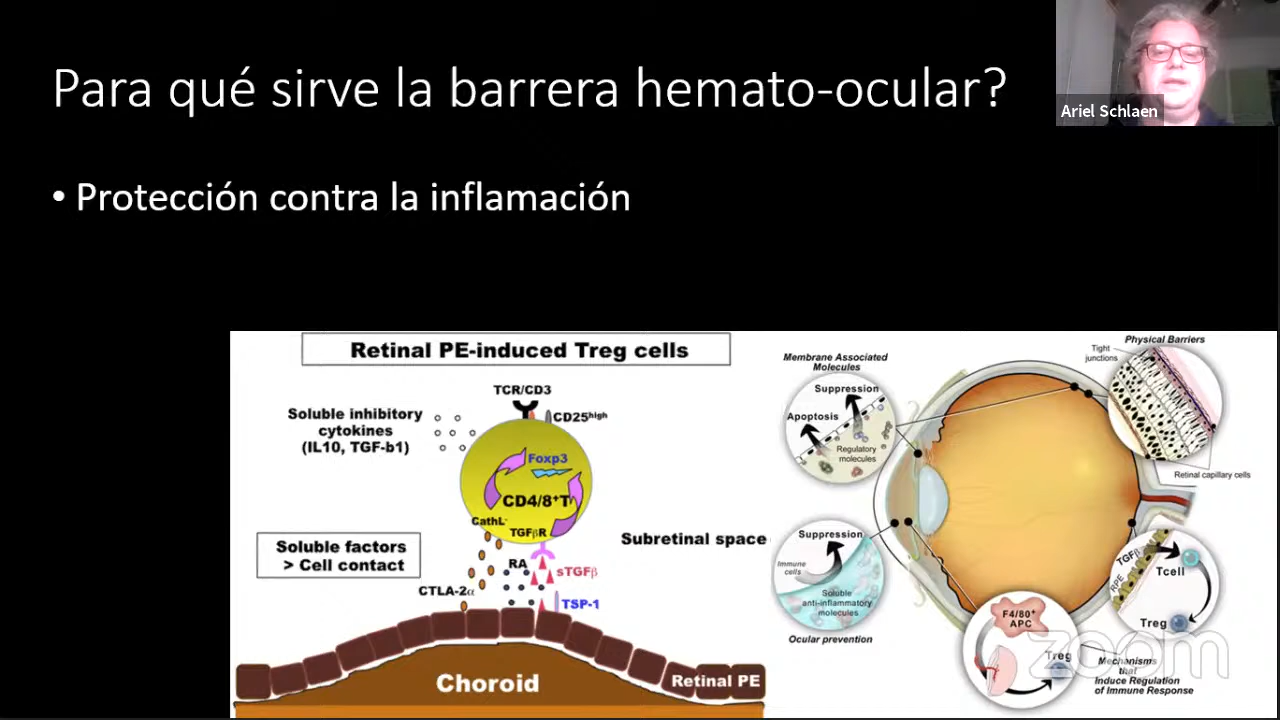 Para qué sirve la barrera hemato-ocular?
Ariel Schlaen
• Protección contra la inflamación
Retinal PE-induced Treg cells
TCR/CD3
CD25high
Soluble inhibitory
cytokines
(IL10, TGF-b1)
Foxp3
CD4/8+T
CathL
TGFβR
Soluble factors
> Cell contact
Subretinal space
RA
sTGFβ
CTLA-2α
TSP-1
Choroid
Retinal PE
Membrane Associated
Molecules
Suppression
Apoptosis
Regulatory
molecules
Physical Barriers
Tight
junctions
Retinal capillary cells
Suppression
Immune
cells
Soluble
anti-inflammatory
molecules
Ocular prevention
TGFβ
RPE
Tcell
Treg
F4/80+
APC
Treg
Mechanisms
that
Induce Regulation
of Immune Response
zoom